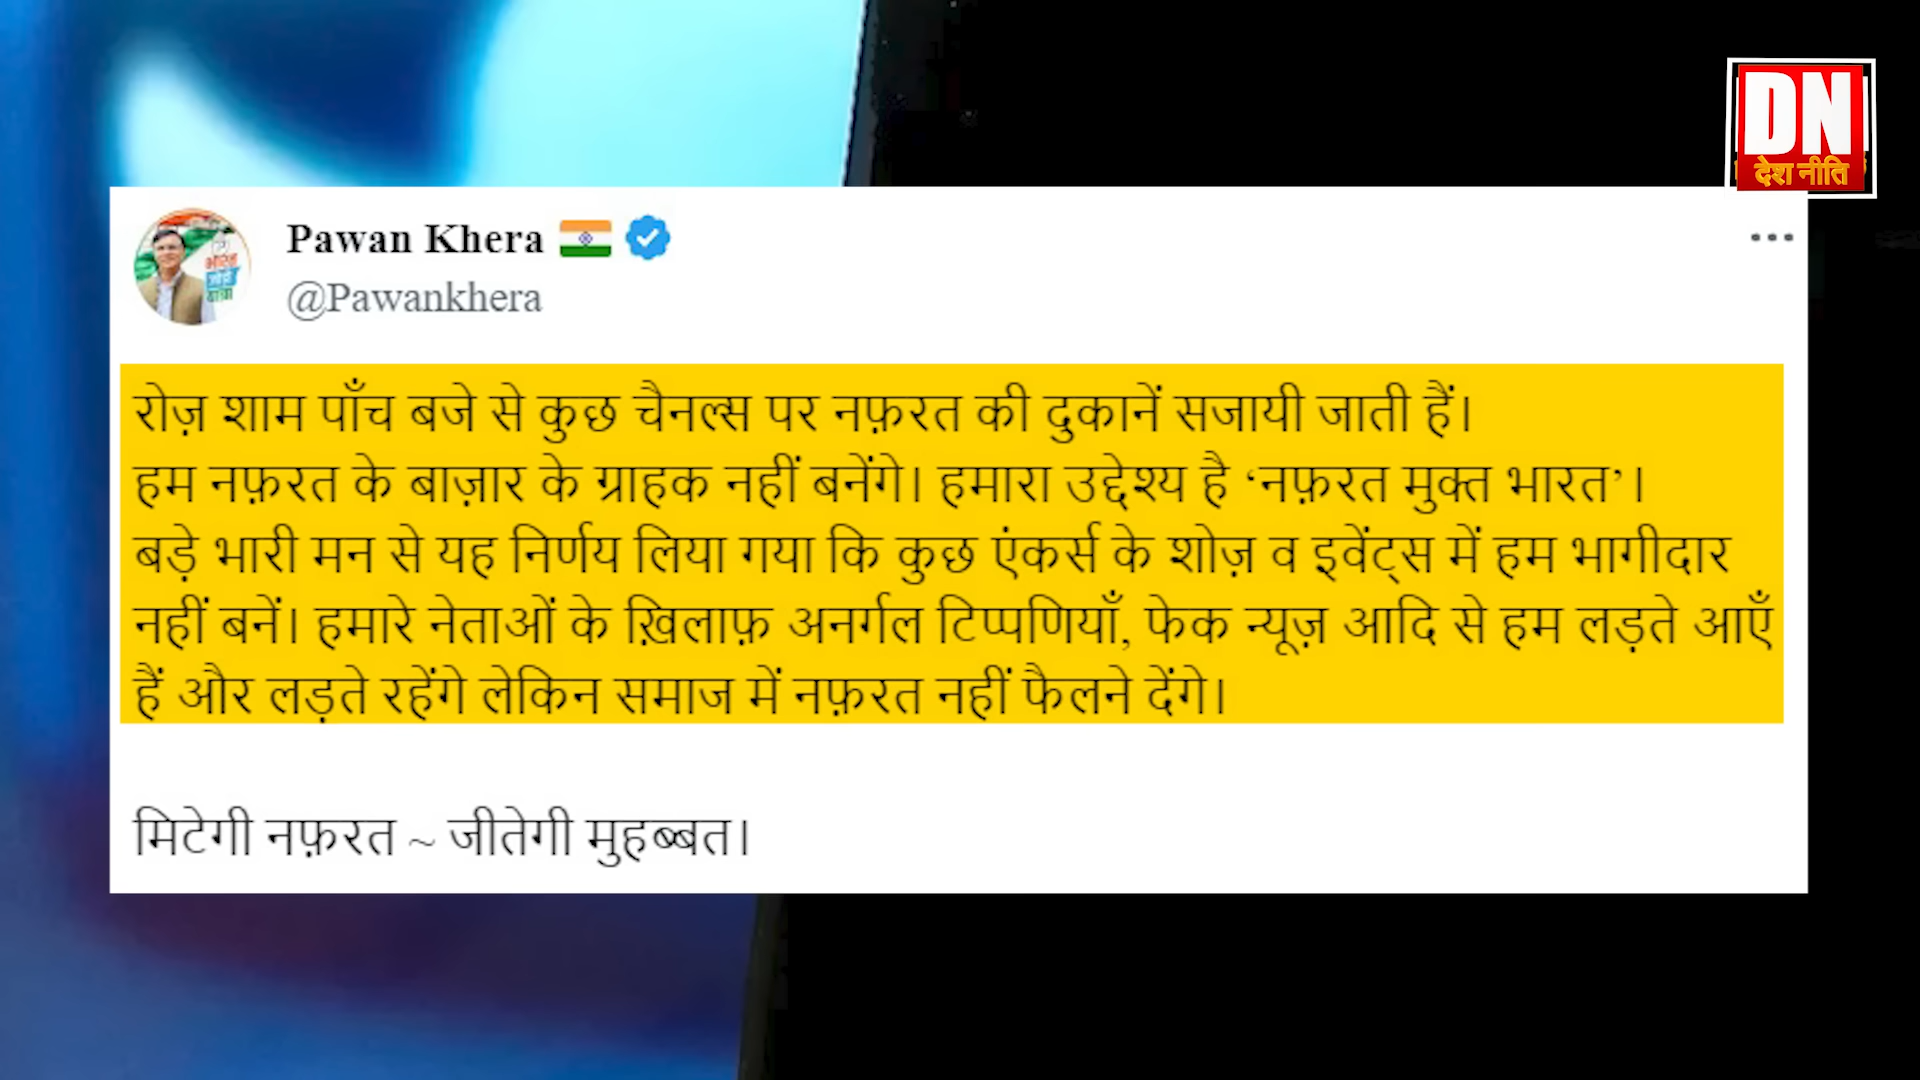 DN
देश नीति
Pawan Khera
@Pawankhera
रोज़ शाम पाँच बजे से कुछ चैनल्स पर नफ़रत की दुकानें सजायी जाती हैं।
हम नफ़रत के बाज़ार के ग्राहक नहीं बनेंगे। हमारा उद्देश्य है ‘नफ़रत मुक्त भारत’।
बड़े भारी मन से यह निर्णय लिया गया कि कुछ एंकर्स के शोज़ व इवेंट्स में हम भागीदार
नहीं बनें। हमारे नेताओं के ख़िलाफ़ अनर्गल टिप्पणियाँ, फेक न्यूज़ आदि से हम लड़ते आएँ
हैं और लड़ते रहेंगे लेकिन समाज में नफ़रत नहीं फैलने देंगे।
मिटेगी नफ़रत ~ जीतेगी मुहब्बत।